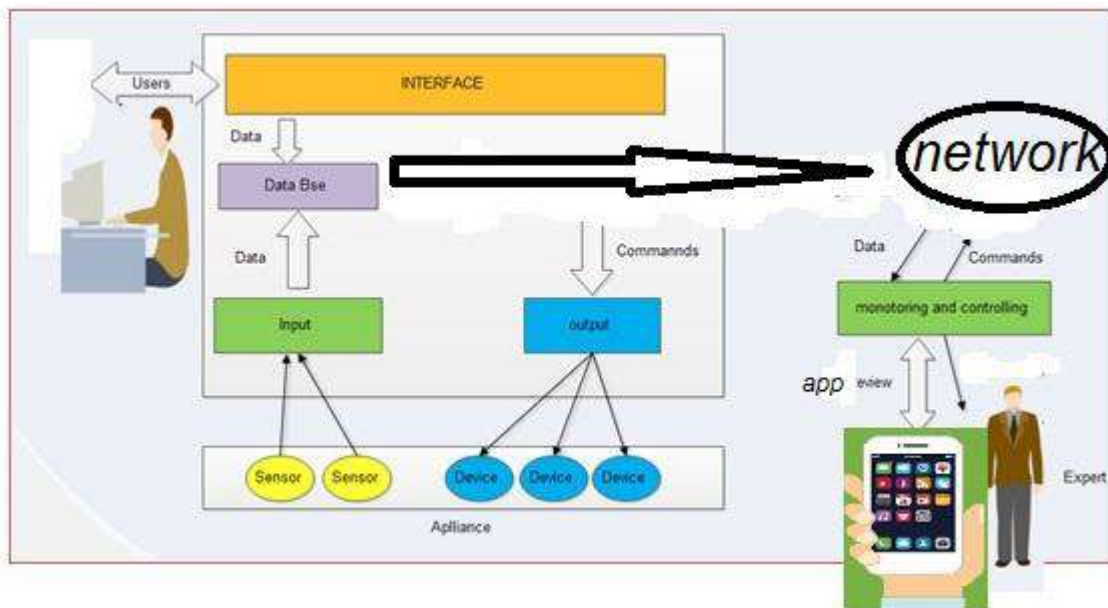 Users
INTERFACE
Data
network
Data Bse
Data
Commannds
Data
Commands
Input
output
monotoring and controlling
app eview
Sensor
Sensor
Device
Device
Device
Expert
Aplliance